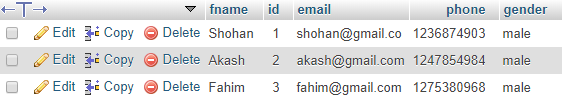 fname id email phone gender
Edit Copy Delete Shohan 1 shohan@gmail.co 1236874903 male
Edit Copy Delete Akash 2 akash@gmail.com 1247854984 male
Edit Copy Delete Fahim 3 fahim@gmail.com 1275380968 male